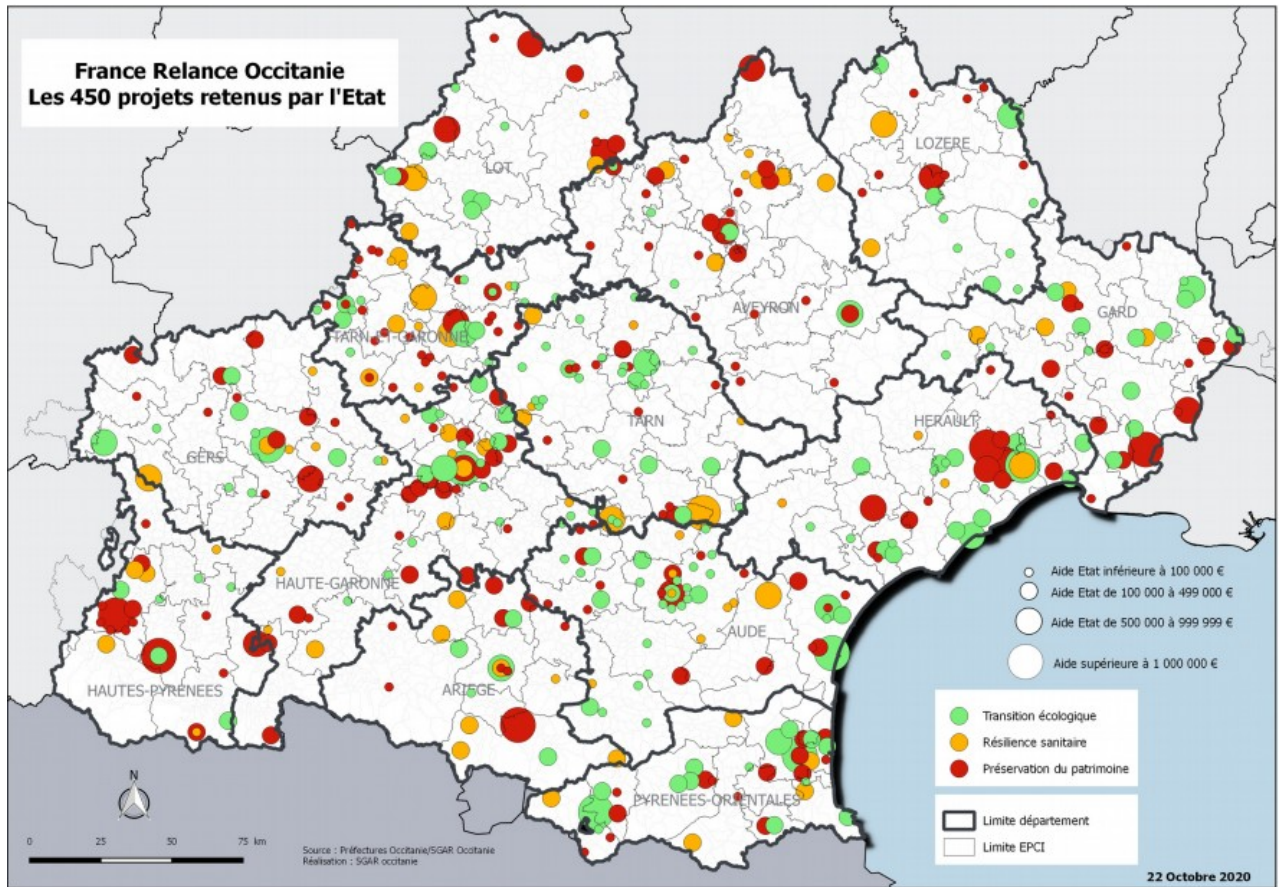 France Relance Occitanie
Les 450 projets retenus par l'Etat
LOT
LOZERE
AVEYRON
GARD
TARN-ET-GARONNE
TARN
HERAULT
GERS
HAUTE-GARONNE
AUDE
HAUTES-PYRENEES
ARIEGE
PYRENEES-ORIENTALES
Aide Etat inférieure à 100 000 €
Aide Etat de 100 000 à 499 000 €
Aide Etat de 500 000 à 999 999 €
Aide supérieure à 1 000 000 €
Transition écologique
Résilience sanitaire
Préservation du patrimoine
Limite département
Limite EPCI
N
0 25 50 75 km
Source : Préfectures Occitanie/SGAR Occitanie
Réalisation : SGAR occitanie
22 Octobre 2020